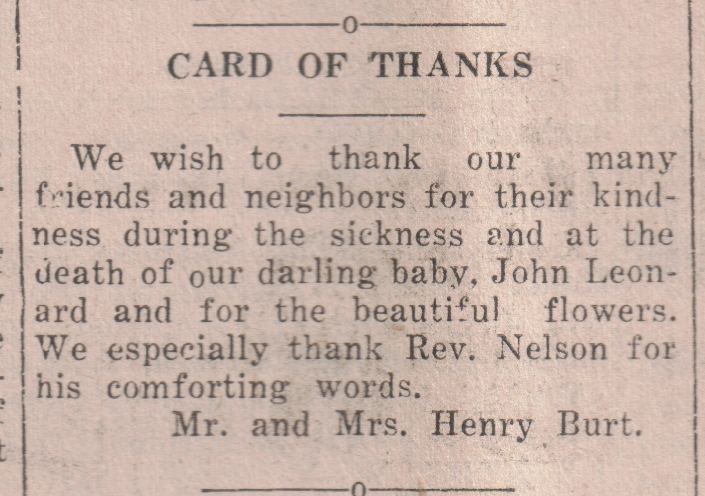 CARD OF THANKS
We wish to thank our many
friends and neighbors for their kind-
ness during the sickness and at the
death of our darling baby, John Leon-
ard and for the beautiful flowers.
We especially thank Rev. Nelson for
his comforting words.
Mr. and Mrs. Henry Burt.